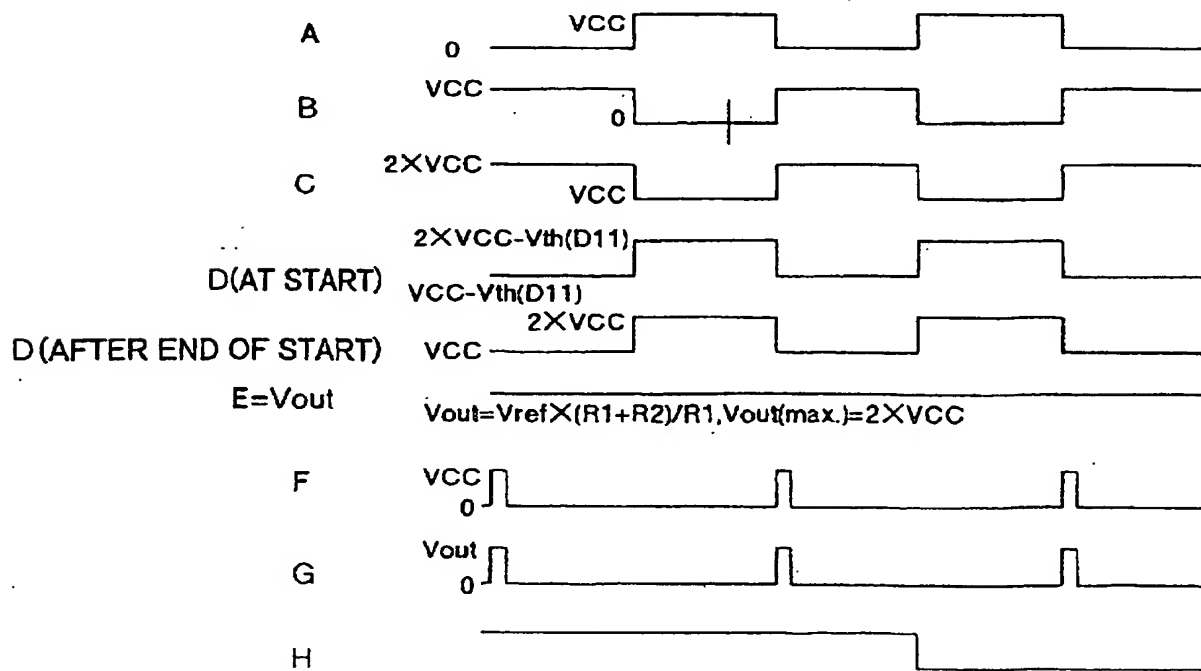 A
VCC
0
B
VCC
0
C
2×VCC
VCC
D(AT START)
2×VCC-Vth(D11)
VCC-Vth(D11)
D(AFTER END OF START)
2×VCC
VCC
E=Vout
Vout=Vref×(R1+R2)/R1,Vout(max.)=2×VCC
F
VCC
0
G
Vout
0
H